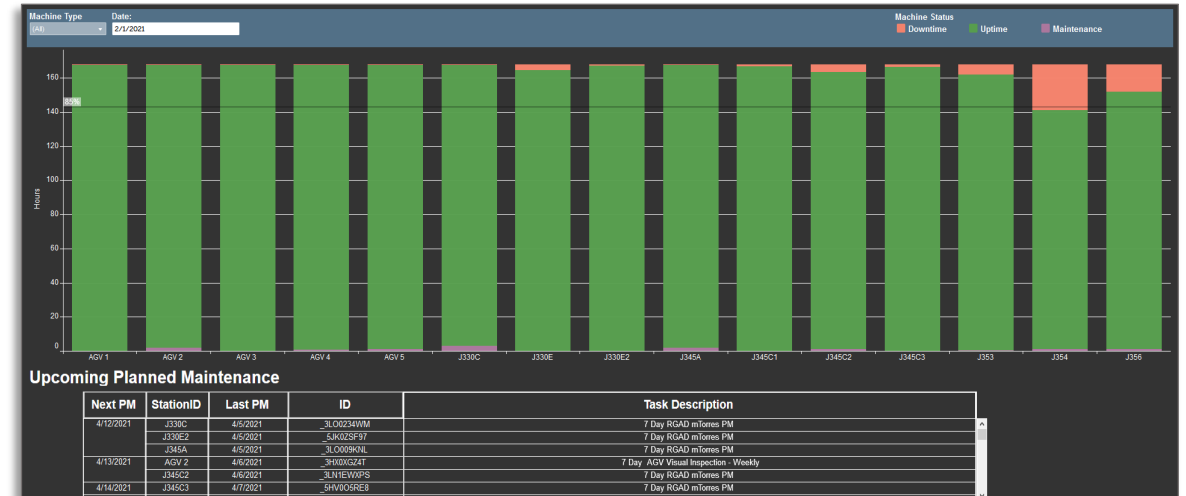 Machine Type Date: Machine Status
(All) 2/1/2021 Downtime Uptime Maintenance
160
85%
140
120
100
Hours
80
60
40
20
0
AGV 1 AGV 2 AGV 3 AGV 4 AGV 5 J330C J330E J330E2 J345A J345C1 J345C2 J345C3 J353 J354 J356
Upcoming Planned Maintenance
Next PM StationID Last PM ID Task Description
4/12/2021 J330C 4/5/2021 _3LO0234WM 7 Day RGAD mTorres PM
J330E2 4/5/2021 _5JK0ZSF97 7 Day RGAD mTorres PM
J345A 4/5/2021 _3LO009KNL 7 Day RGAD mTorres PM
4/13/2021 AGV 2 4/6/2021 _3HX0XGZ4T 7 Day AGV Visual Inspection - Weekly
J345C2 4/6/2021 _3LN1EWXPS 7 Day RGAD mTorres PM
4/14/2021 J345C3 4/7/2021 _5HV0O5RE8 7 Day RGAD mTorres PM